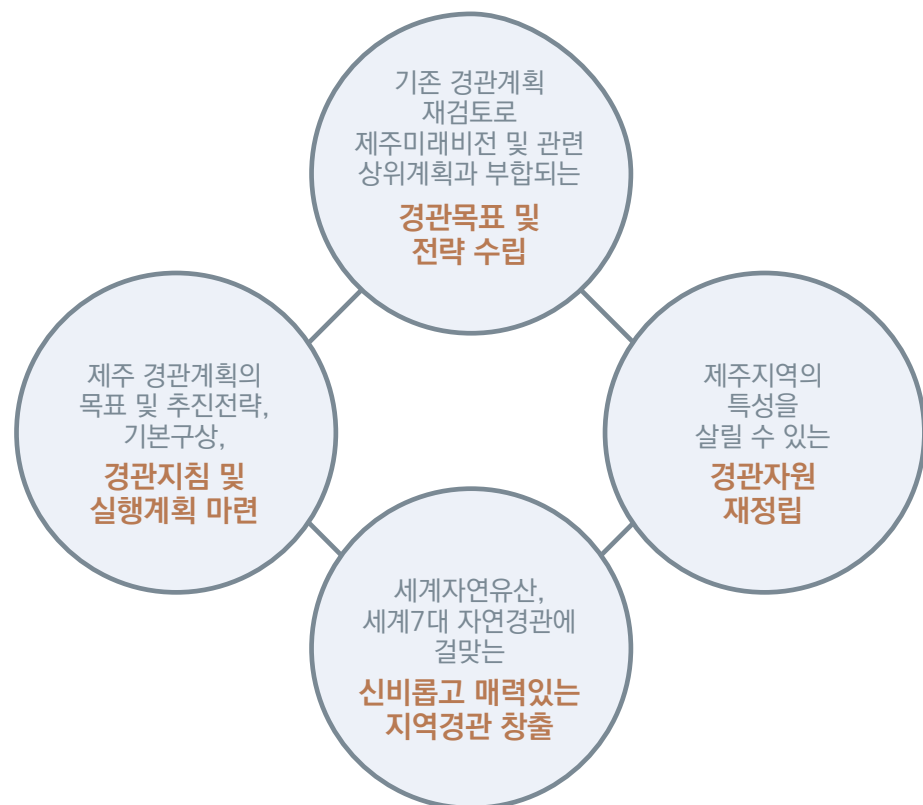 기존 경관계획
재검토로
제주미래비전 및 관련
상위계획과 부합되는
경관목표 및
전략 수립
제주 경관계획의
목표 및 추진전략,
기본구상,
경관지침 및
실행계획 마련
제주지역의
특성을
살릴 수 있는
경관자원
재정립
세계자연유산,
세계7대 자연경관에
걸맞는
신비롭고 매력있는
지역경관 창출